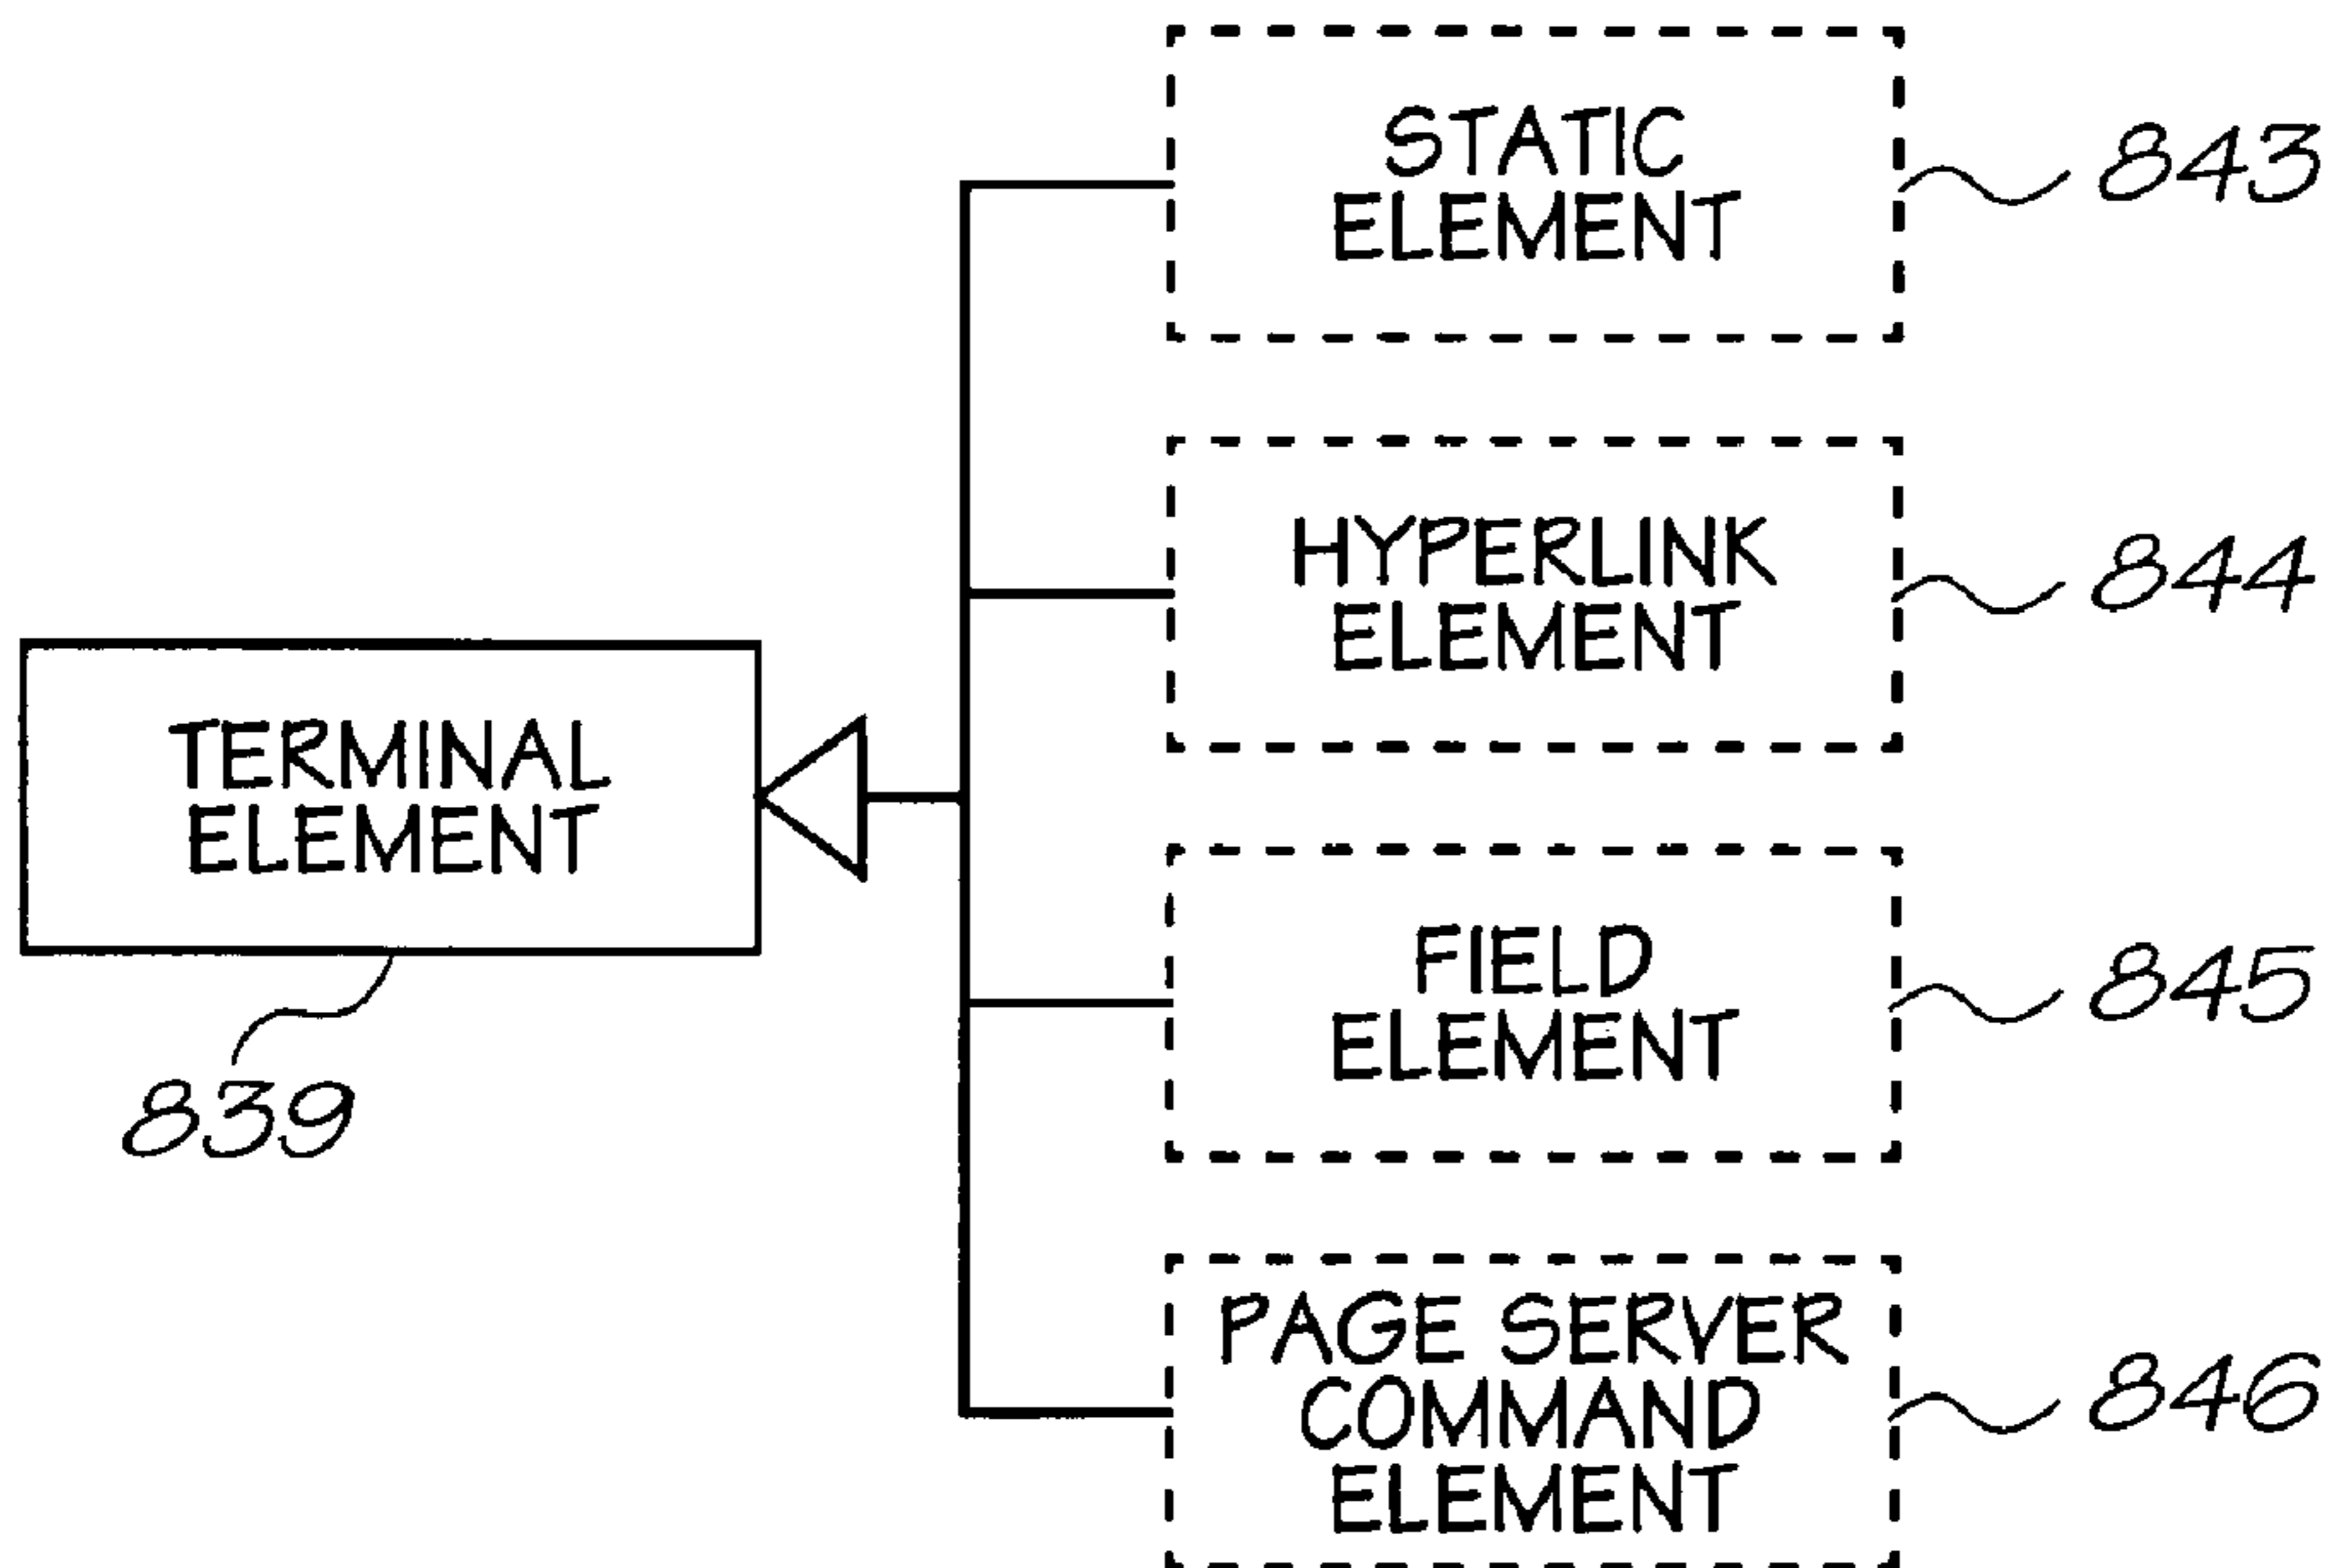 STATIC
ELEMENT
843
HYPERLINK
ELEMENT
844
TERMINAL
ELEMENT
839
FIELD
ELEMENT
845
PAGE SERVER
COMMAND
ELEMENT
846